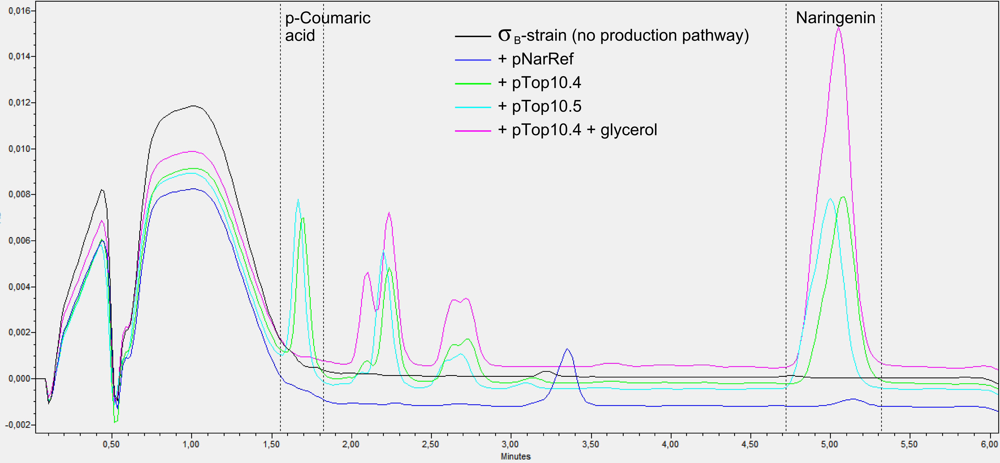 0,016
0,014
0,012
0,010
0,008
0,006
0,004
0,002
0,000
-0,002
p-Coumaric
acid
Naringenin
σB-strain (no production pathway)
+ pNarRef
+ pTop10.4
+ pTop10.5
+ pTop10.4 + glycerol
0,50 1,00 1,50 2,00 2,50 3,00 3,50 4,00 4,50 5,00 5,50 6,00
Minutes